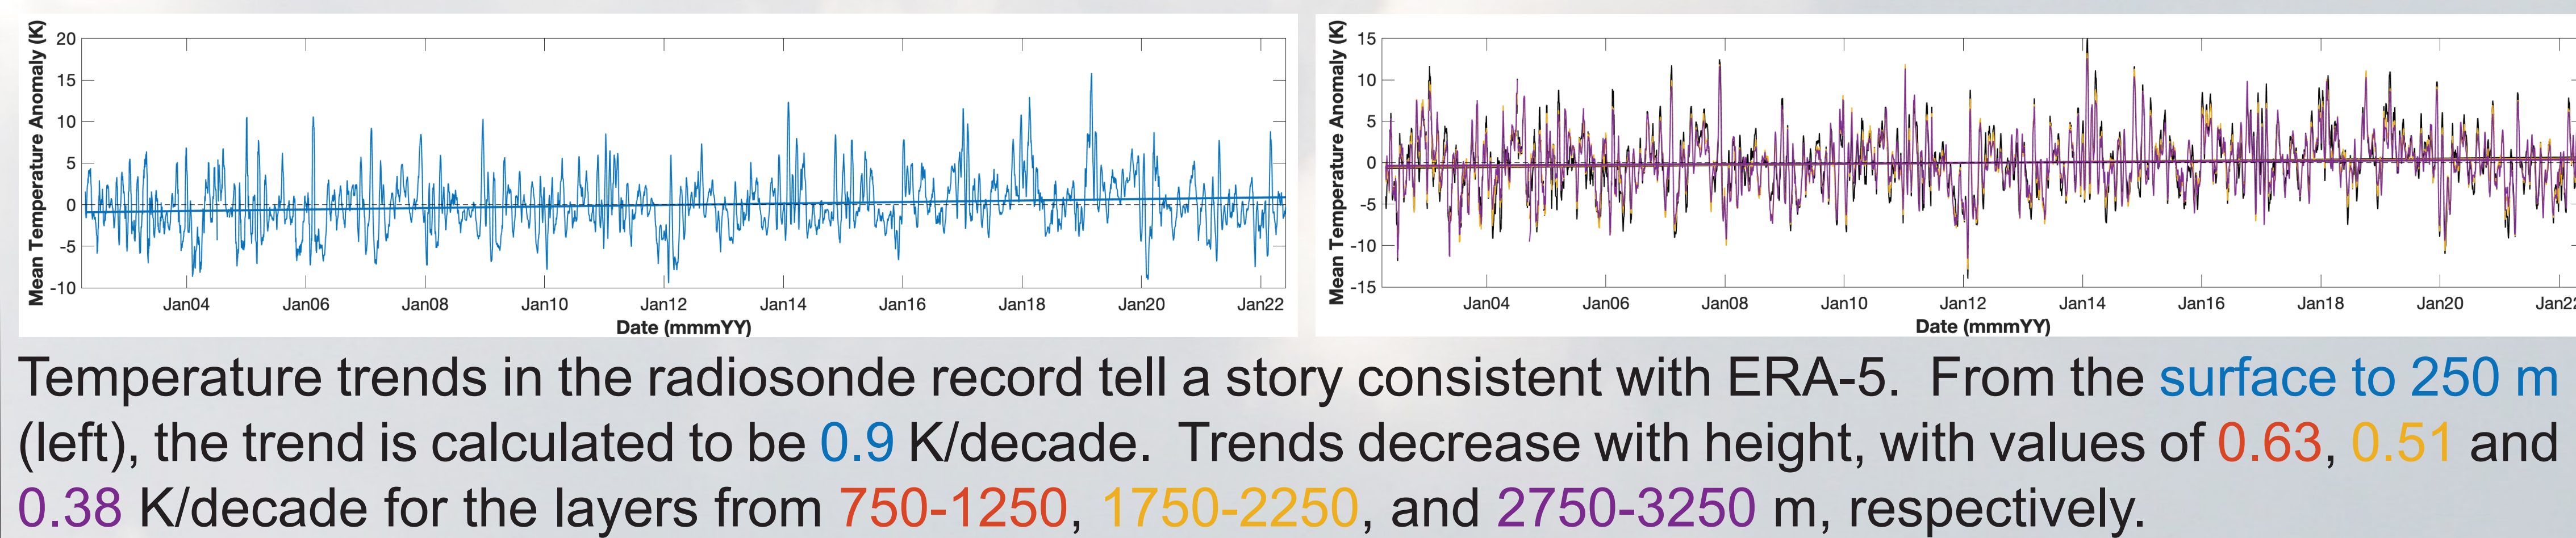 Mean Temperature Anomaly (K)
20
15
10
5
0
-5
-10
Jan04 Jan06 Jan08 Jan10 Jan12 Jan14 Jan16 Jan18 Jan20 Jan22
Date (mmmYY)
Mean Temperature Anomaly (K)
15
10
5
0
-5
-10
-15
Jan04 Jan06 Jan08 Jan10 Jan12 Jan14 Jan16 Jan18 Jan20 Jan22
Date (mmmYY)
Temperature trends in the radiosonde record tell a story consistent with ERA-5. From the surface to 250 m
(left), the trend is calculated to be 0.9 K/decade. Trends decrease with height, with values of 0.63, 0.51 and
0.38 K/decade for the layers from 750-1250, 1750-2250, and 2750-3250 m, respectively.